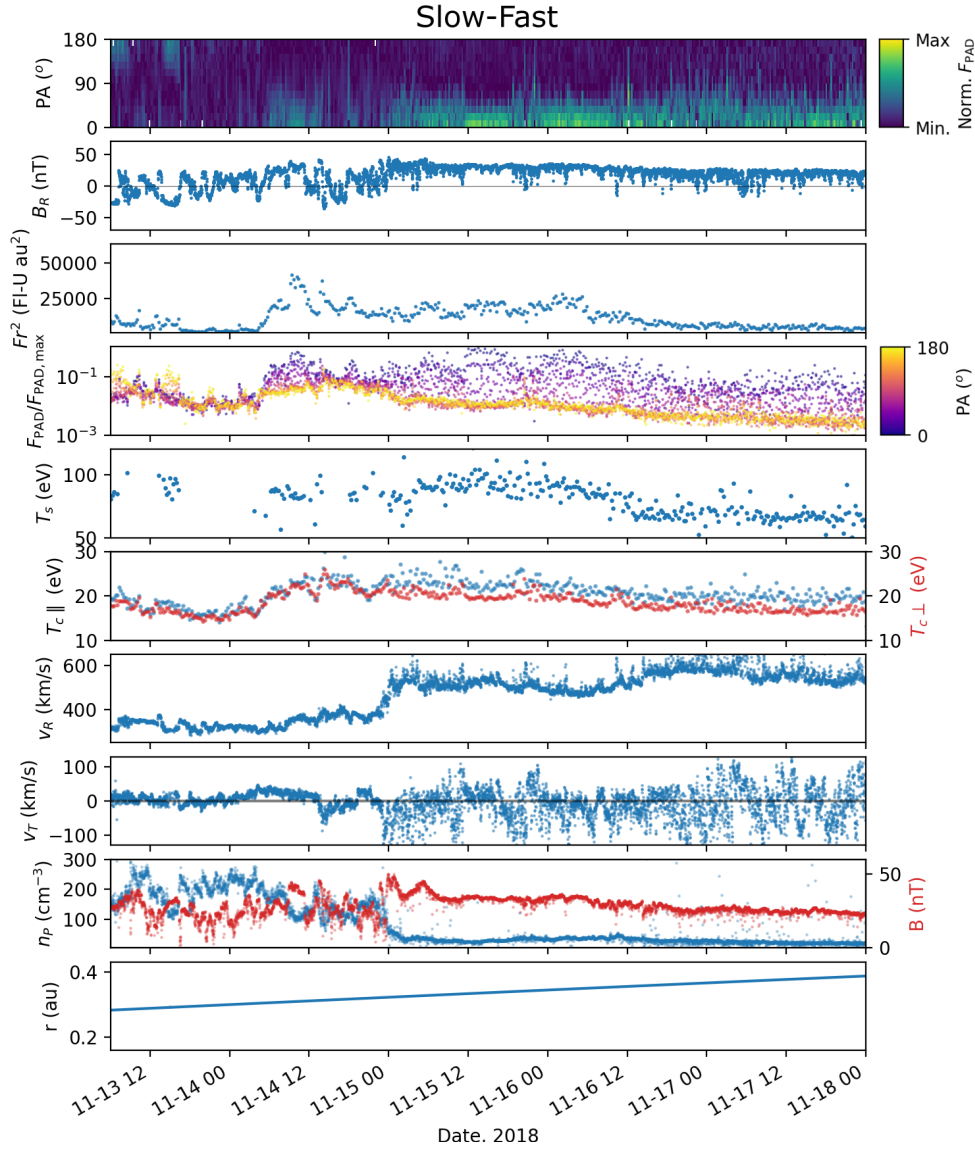 Slow-Fast
180
90
0
PA (°)
Max
Min.
Norm. F_PAD
50
0
−50
B_R (nT)
50000
25000
Fr² (Fl-U au²)
10⁻¹
10⁻³
F_PAD/F_PAD, max
180
0
PA (°)
100
50
T_s (eV)
30
20
10
T_c ∥ (eV)
30
20
10
T_c ⊥ (eV)
600
400
v_R (km/s)
100
0
−100
v_T (km/s)
300
200
100
n_P (cm⁻³)
50
0
B (nT)
0.4
0.2
r (au)
11-13 12
11-14 00
11-14 12
11-15 00
11-15 12
11-16 00
11-16 12
11-17 00
11-17 12
11-18 00
Date. 2018